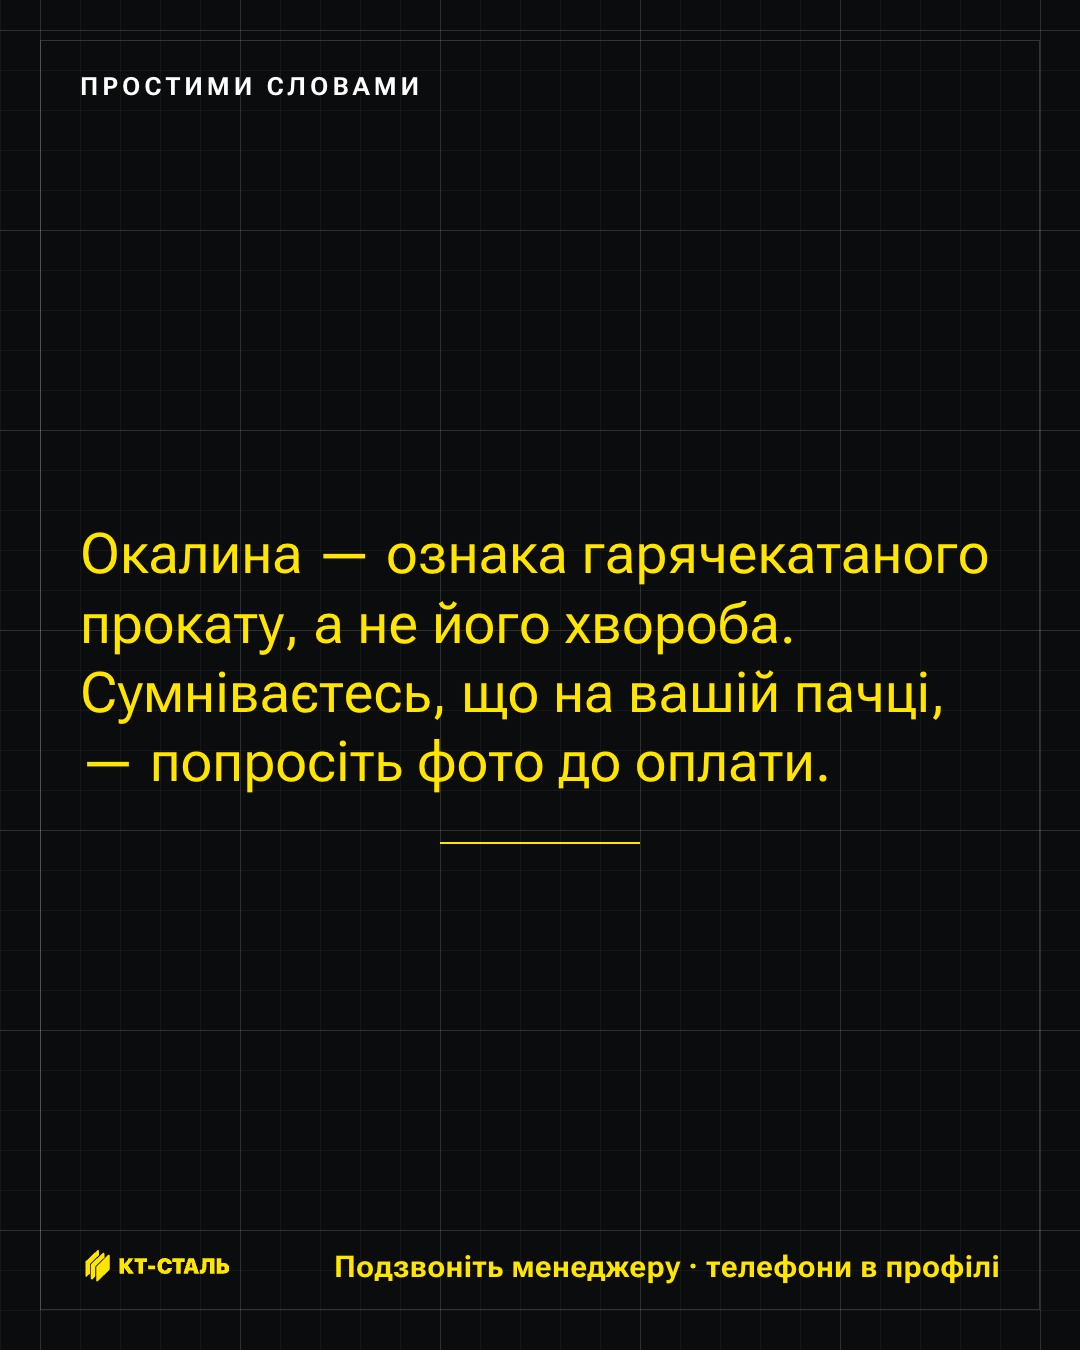 ПРОСТИМИ СЛОВАМИ
Окалина — ознака гарячекатаного
прокату, а не його хвороба.
Сумніваєтесь, що на вашій пачці,
— попросіть фото до оплати.
КТ-СТАЛЬ
Подзвоніть менеджеру · телефони в профілі